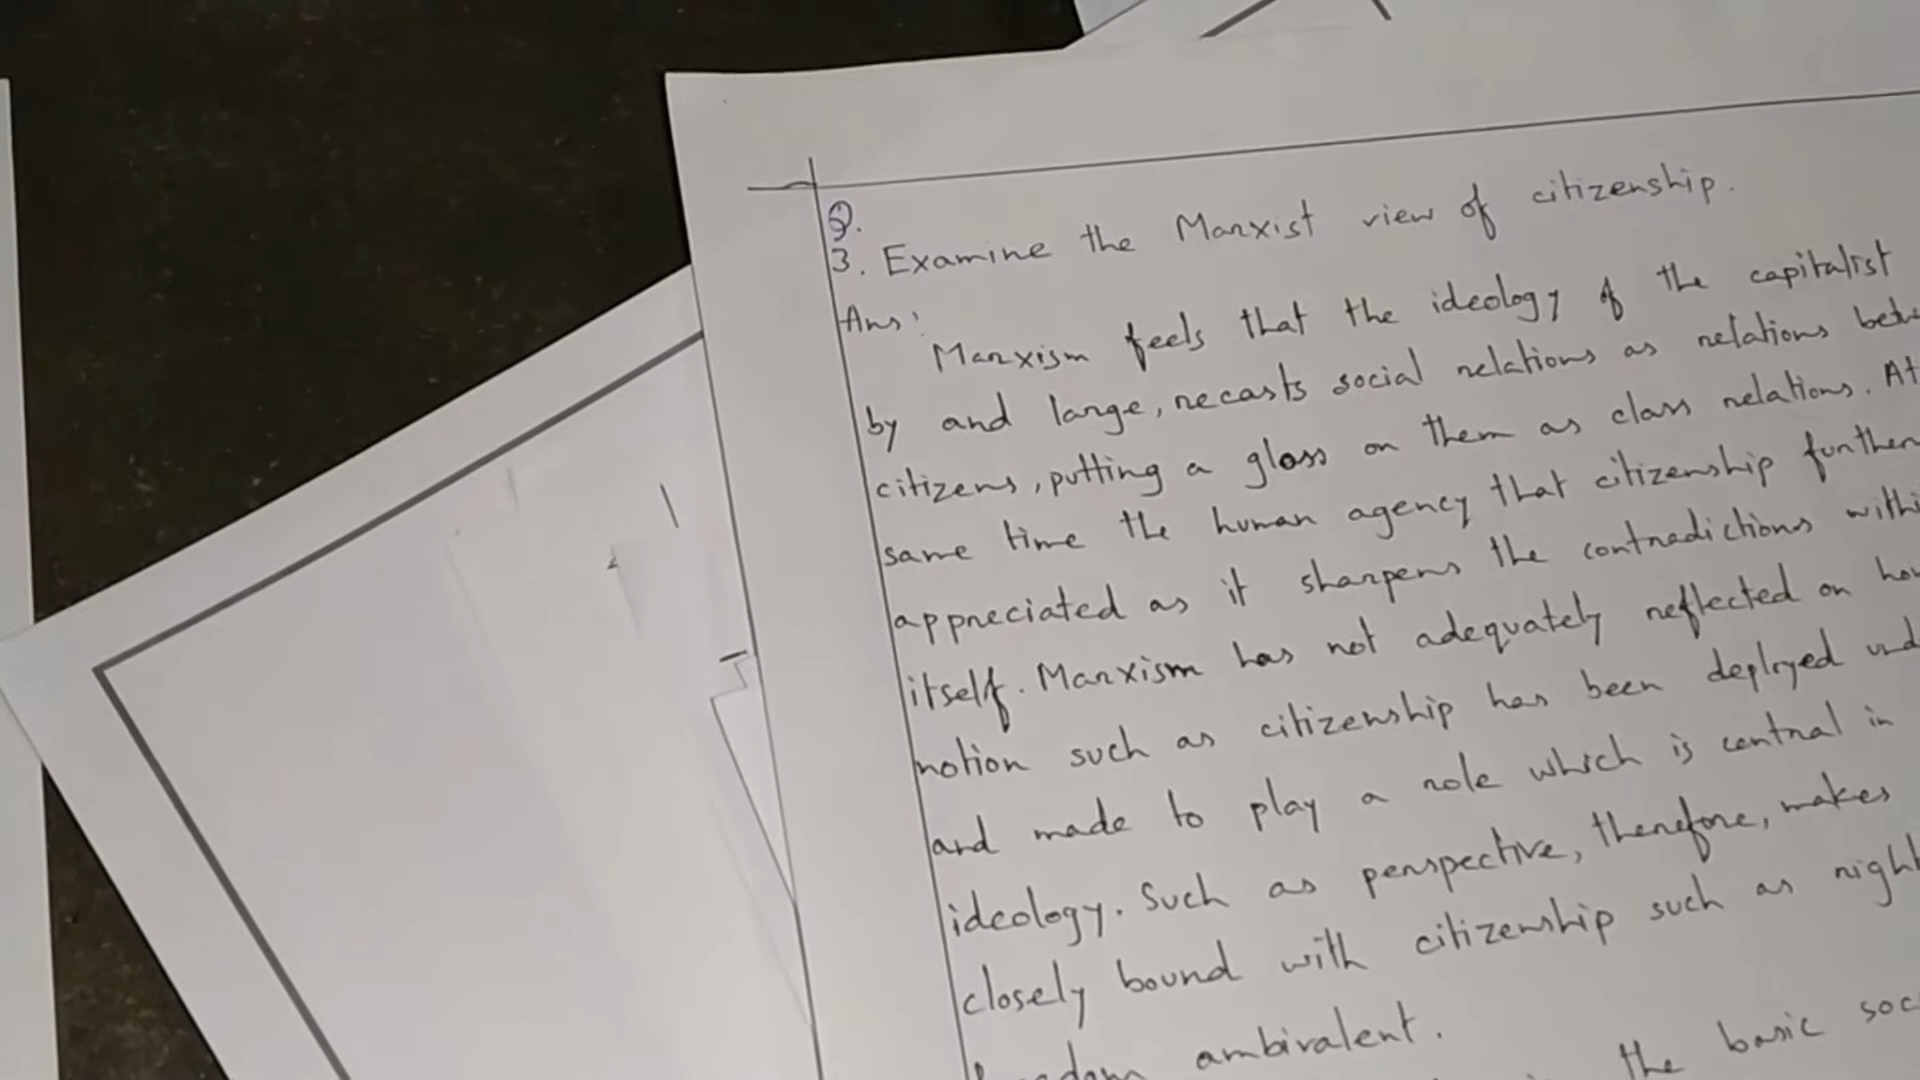 Q.
3. Examine the Marxist view of citizenship.
Ans:
Marxism feels that the ideology of the capitalist
by and large, recasts social relations as relations
citizens, putting a gloss on them as class relations. At
same time the human agency that citizenship further
appreciated as it sharpens the contradictions
itself. Marxism has not adequately reflected on
notion such as citizenship has been deployed
and made to play a role which is central in
ideology. Such as perspective, therefore, makes
closely bound with citizenship such as
ambivalent.
the basic